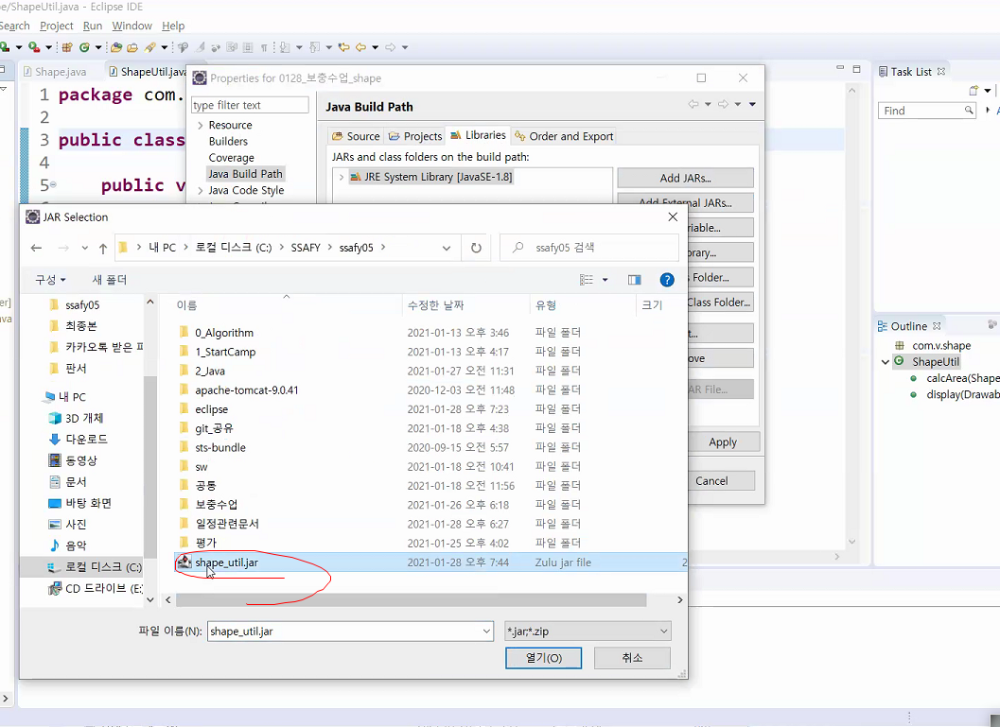 e/ShapeUtil.java - Eclipse IDE
Search Project Run Window Help
Shape.java ShapeUtil.java
1 package com.
2
3 public class
4
5 public v
Properties for 0128_보충수업_shape
type filter text
Resource
Builders
Coverage
Java Build Path
Java Code Style
Java Build Path
Source Projects Libraries Order and Export
JARs and class folders on the build path:
JRE System Library [JavaSE-1.8]
Add JARs...
Add External JARs...
riable...
rary...
s Folder...
Class Folder...
t...
ove
AR File...
Apply
Cancel
Task List
Find
Outline
com.v.shape
ShapeUtil
calcArea(Shape
display(Drawab
er]
ava
JAR Selection
내 PC 로컬 디스크 (C:) SSAFY ssafy05
ssafy05 검색
구성 새 폴더
ssafy05
최종본
카카오톡 받은 파
판서
내 PC
3D 개체
다운로드
동영상
문서
바탕 화면
사진
음악
로컬 디스크 (C:)
CD 드라이브 (E:
이름 수정한 날짜 유형 크기
0_Algorithm 2021-01-13 오후 3:46 파일 폴더
1_StartCamp 2021-01-13 오후 4:17 파일 폴더
2_Java 2021-01-27 오전 11:31 파일 폴더
apache-tomcat-9.0.41 2020-12-03 오전 11:48 파일 폴더
eclipse 2021-01-28 오후 7:23 파일 폴더
git_공유 2021-01-18 오후 4:38 파일 폴더
sts-bundle 2020-09-15 오전 5:57 파일 폴더
sw 2021-01-18 오전 10:41 파일 폴더
공통 2021-01-18 오전 11:56 파일 폴더
보충수업 2021-01-26 오후 6:18 파일 폴더
일정관련문서 2021-01-28 오후 6:27 파일 폴더
평가 2021-01-25 오후 4:02 파일 폴더
shape_util.jar 2021-01-28 오후 7:44 Zulu jar file 2
파일 이름(N): shape_util.jar *.jar;*.zip
열기(O) 취소